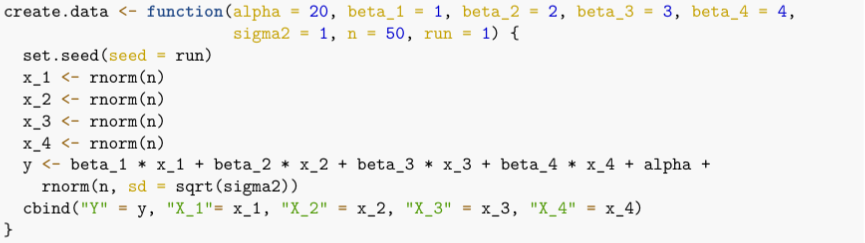 create.data <- function(alpha = 20, beta_1 = 1, beta_2 = 2, beta_3 = 3, beta_4 = 4,
                        sigma2 = 1, n = 50, run = 1) {
  set.seed(seed = run)
  x_1 <- rnorm(n)
  x_2 <- rnorm(n)
  x_3 <- rnorm(n)
  x_4 <- rnorm(n)
  y <- beta_1 * x_1 + beta_2 * x_2 + beta_3 * x_3 + beta_4 * x_4 + alpha +
    rnorm(n, sd = sqrt(sigma2))
  cbind("Y" = y, "X_1"= x_1, "X_2" = x_2, "X_3" = x_3, "X_4" = x_4)
}